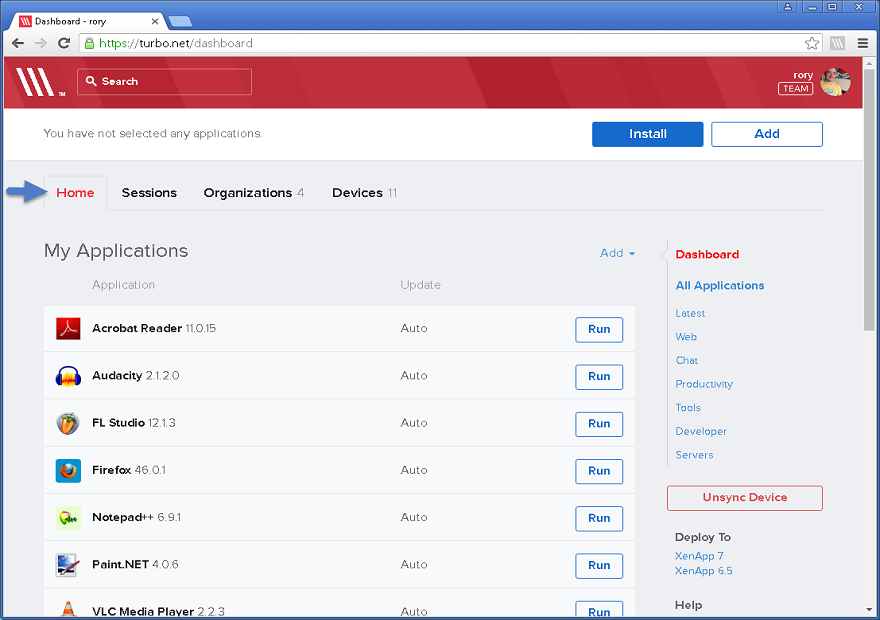 Dashboard - rory
https://turbo.net/dashboard
TM
Search
rory
TEAM
You have not selected any applications.
Install
Add
Home
Sessions
Organizations 4
Devices 11
My Applications
Add
Application Update
Acrobat Reader 11.0.15 Auto Run
Audacity 2.1.2.0 Auto Run
FL Studio 12.1.3 Auto Run
Firefox 46.0.1 Auto Run
Notepad++ 6.9.1 Auto Run
Paint.NET 4.0.6 Auto Run
VLC Media Player 2.2.3 Auto Run
Dashboard
All Applications
Latest
Web
Chat
Productivity
Tools
Developer
Servers
Unsync Device
Deploy To
XenApp 7
XenApp 6.5
Help